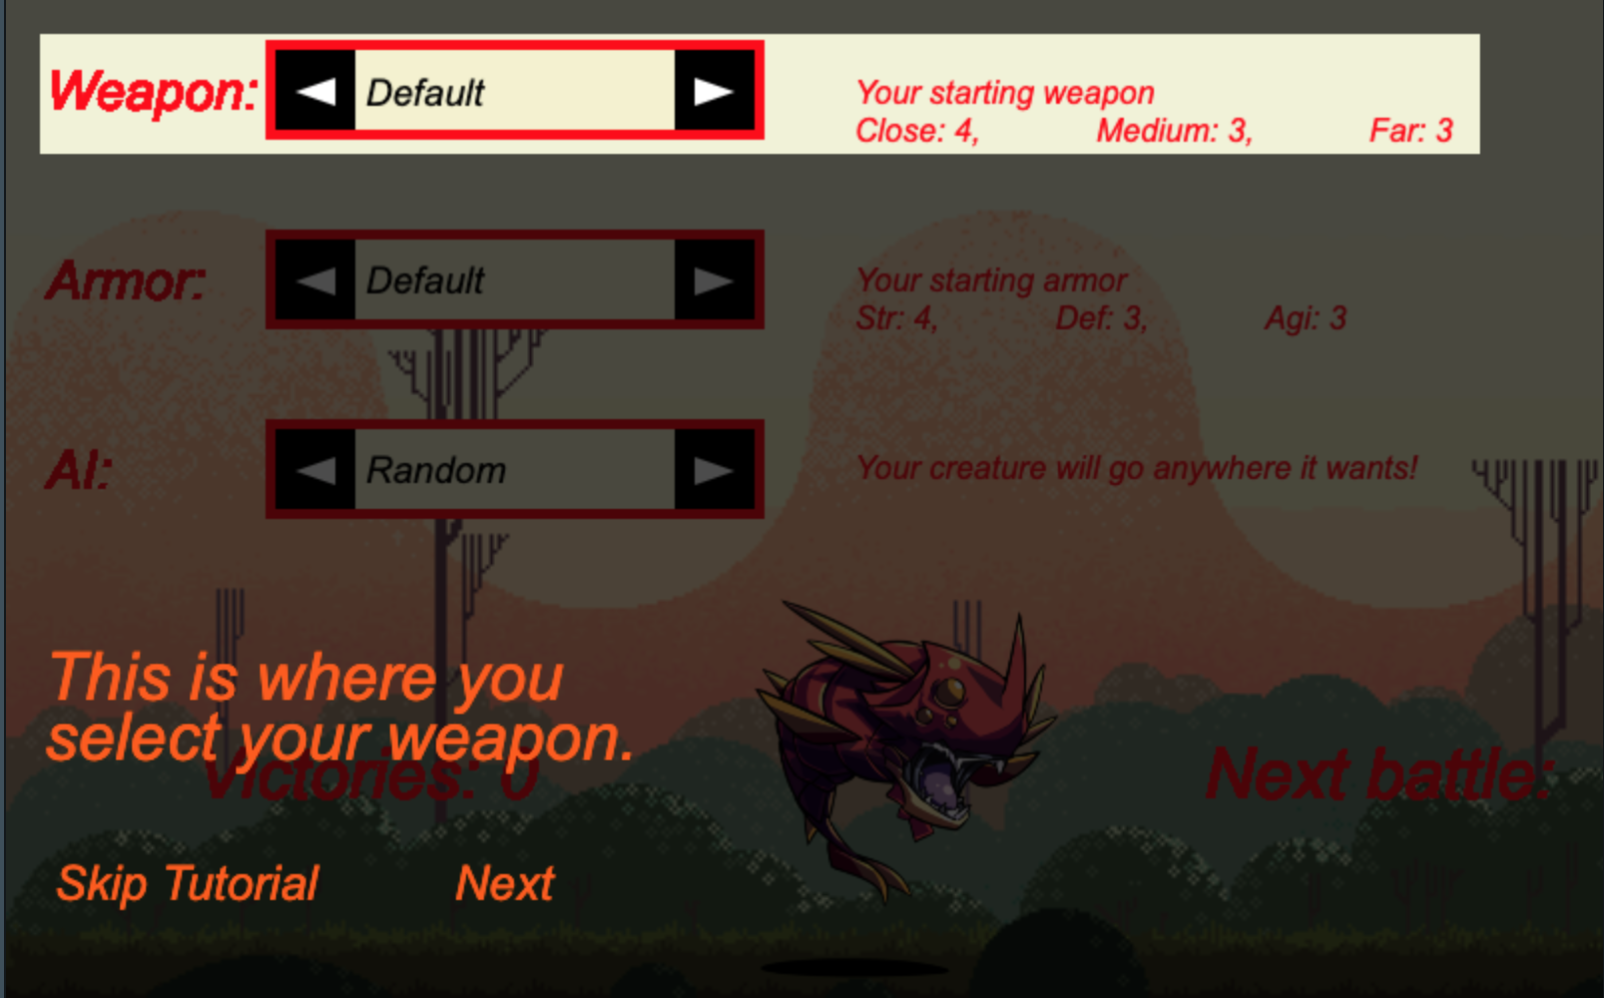 Weapon:
Default
Your starting weapon
Close: 4, Medium: 3, Far: 3
Armor:
Default
Your starting armor
Str: 4, Def: 3, Agi: 3
AI:
Random
Your creature will go anywhere it wants!
This is where you
select your weapon.
Victories: 0
Next battle:
Skip Tutorial
Next